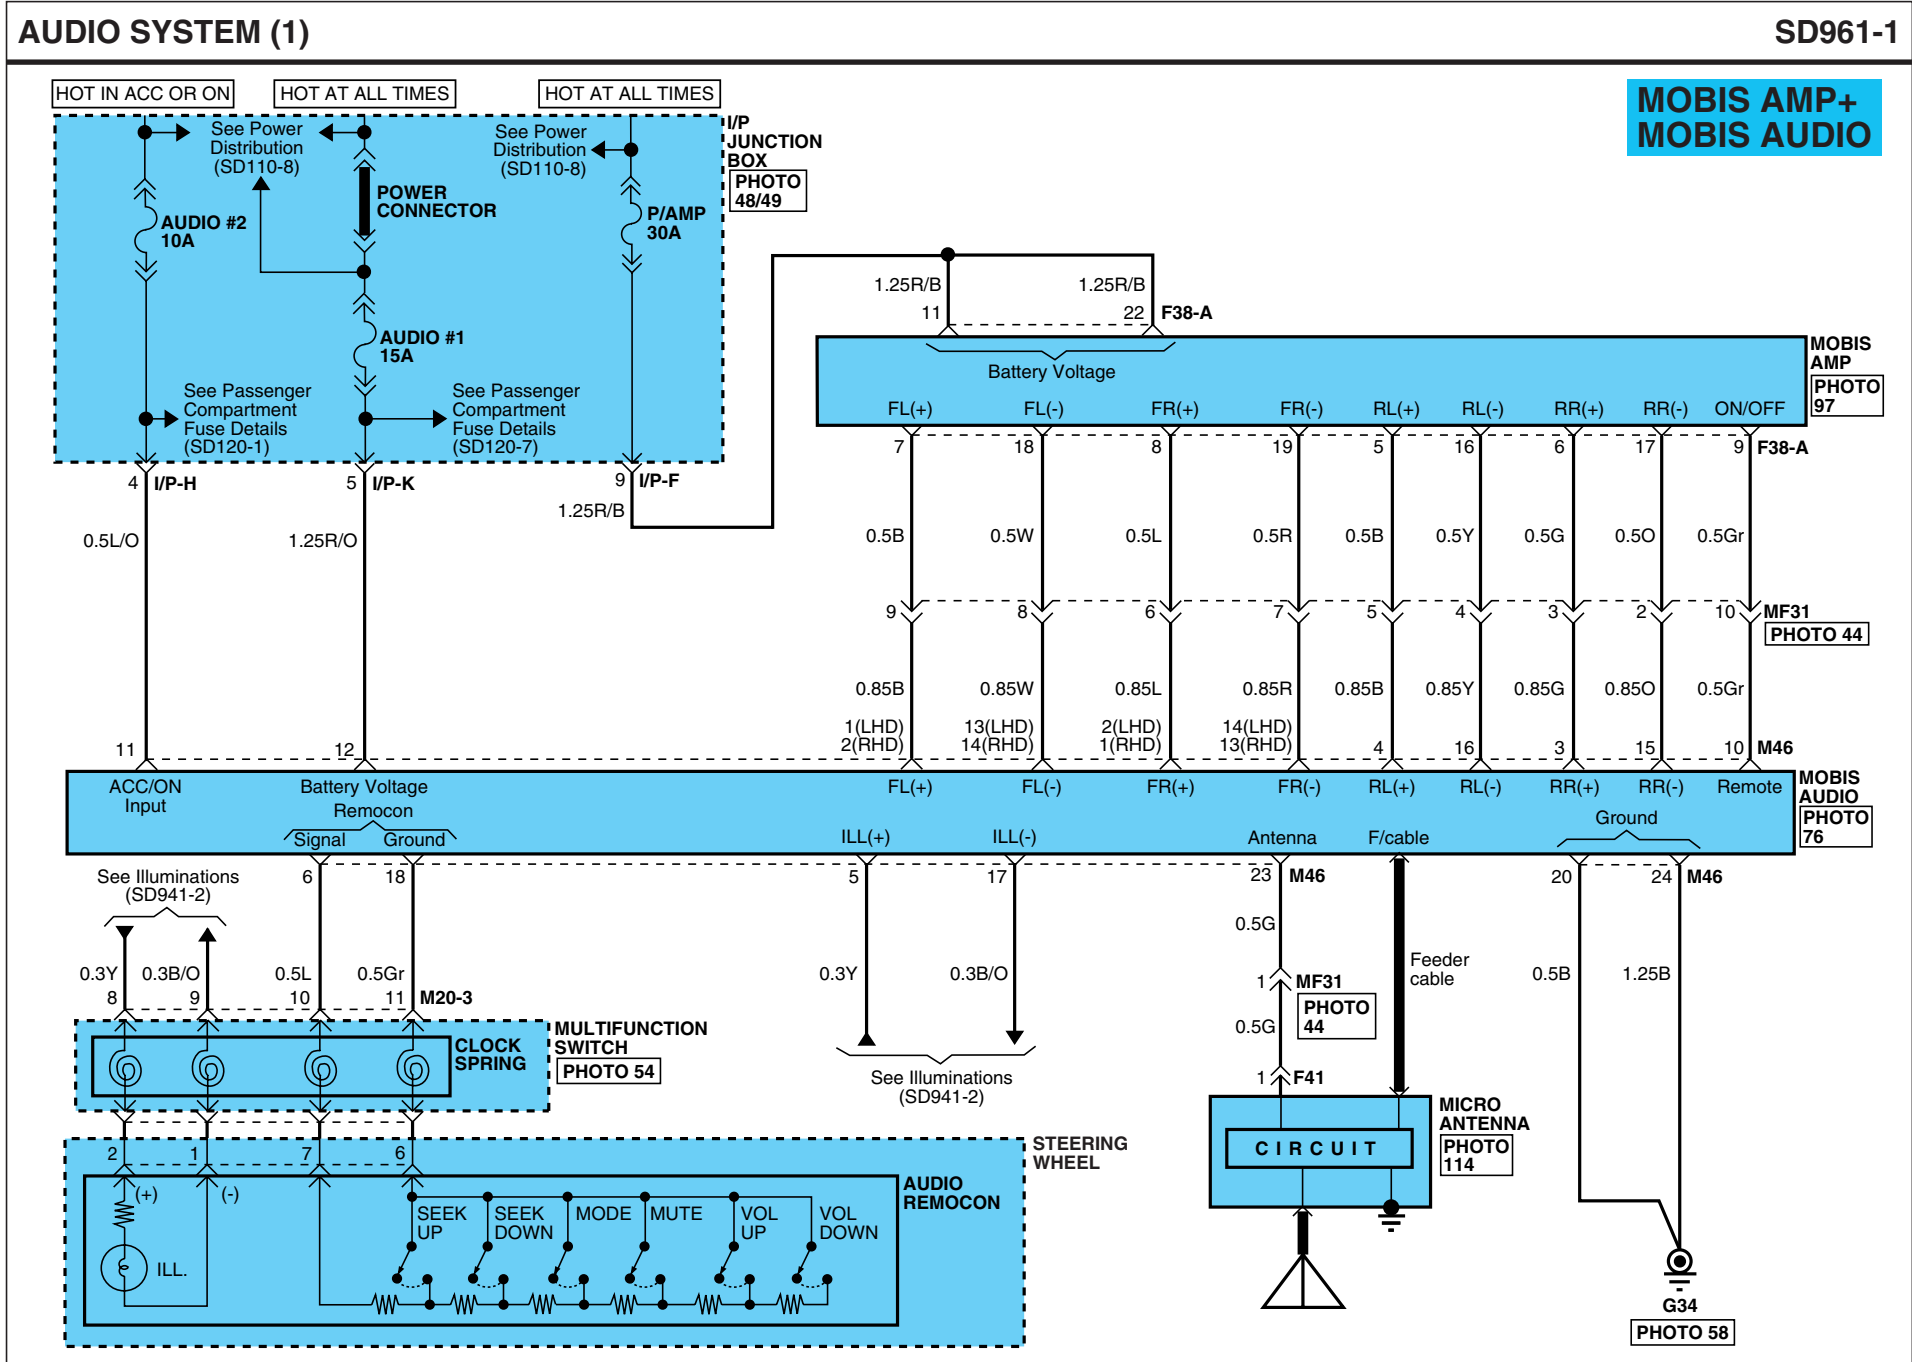 AUDIO SYSTEM (1)
SD961-1
HOT IN ACC OR ON
HOT AT ALL TIMES
HOT AT ALL TIMES
MOBIS AMP+
MOBIS AUDIO
See Power
Distribution
(SD110-8)
See Power
Distribution
(SD110-8)
I/P
JUNCTION
BOX
PHOTO
48/49
POWER
CONNECTOR
AUDIO #2
10A
P/AMP
30A
AUDIO #1
15A
See Passenger
Compartment
Fuse Details
(SD120-1)
See Passenger
Compartment
Fuse Details
(SD120-7)
4 I/P-H
5 I/P-K
9 I/P-F
1.25R/B
0.5L/O
1.25R/O
1.25R/B
1.25R/B
11
22
F38-A
Battery Voltage
MOBIS
AMP
PHOTO
97
FL(+) FL(-) FR(+) FR(-) RL(+) RL(-) RR(+) RR(-) ON/OFF
7 18 8 19 5 16 6 17 9 F38-A
0.5B 0.5W 0.5L 0.5R 0.5B 0.5Y 0.5G 0.5O 0.5Gr
9 8 6 7 5 4 3 2 10 MF31
PHOTO 44
0.85B 0.85W 0.85L 0.85R 0.85B 0.85Y 0.85G 0.85O 0.5Gr
1(LHD) 13(LHD) 2(LHD) 14(LHD)
2(RHD) 14(RHD) 1(RHD) 13(RHD) 4 16 3 15 10 M46
11
12
ACC/ON
Input
Battery Voltage
FL(+) FL(-) FR(+) FR(-) RL(+) RL(-) RR(+) RR(-) Remote
MOBIS
AUDIO
PHOTO
76
Remocon
Signal
Ground
ILL(+)
ILL(-)
Antenna
F/cable
Ground
6 18 5 17 23 M46 20 24 M46
See Illuminations
(SD941-2)
0.3Y 0.3B/O 0.5L 0.5Gr
8 9 10 11 M20-3
0.3Y
0.3B/O
See Illuminations
(SD941-2)
0.5G
1 MF31
PHOTO
44
0.5G
1 F41
Feeder
cable
0.5B
1.25B
CLOCK
SPRING
MULTIFUNCTION
SWITCH
PHOTO 54
MICRO
ANTENNA
PHOTO
114
CIRCUIT
STEERING
WHEEL
2 1 7 6
(+)
(-)
ILL.
AUDIO
REMOCON
SEEK
UP
SEEK
DOWN
MODE
MUTE
VOL
UP
VOL
DOWN
G34
PHOTO 58